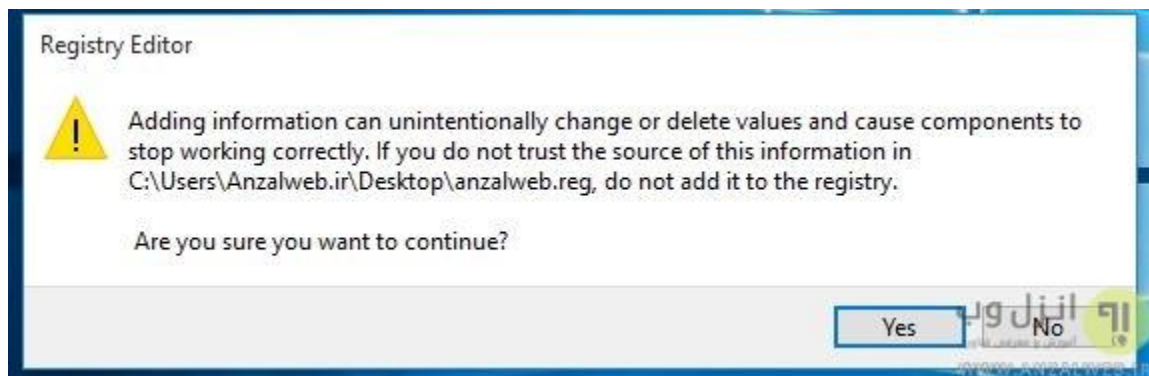 Registry Editor
Adding information can unintentionally change or delete values and cause components to
stop working correctly. If you do not trust the source of this information in
C:\Users\Anzalweb.ir\Desktop\anzalweb.reg, do not add it to the registry.
Are you sure you want to continue?
Yes
No
انزل وب